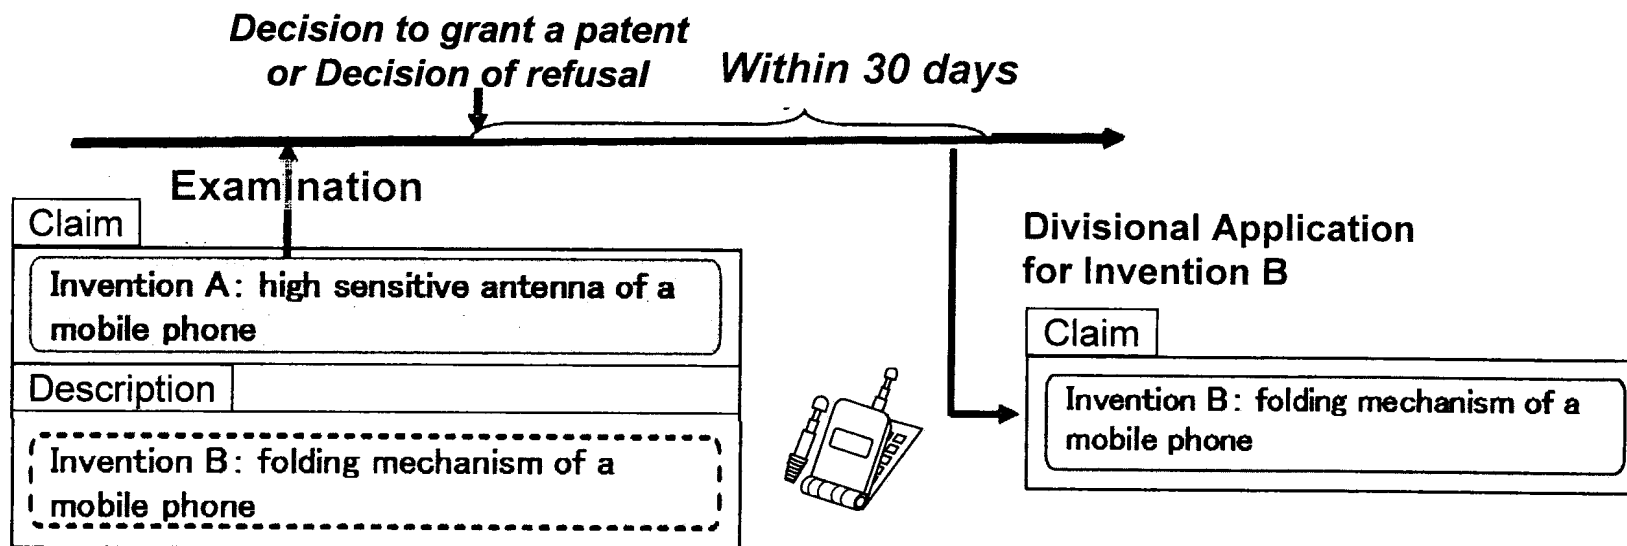 Decision to grant a patent
or Decision of refusal
Within 30 days
Examination
Claim
Invention A: high sensitive antenna of a
mobile phone
Description
Invention B: folding mechanism of a
mobile phone
Divisional Application
for Invention B
Claim
Invention B: folding mechanism of a
mobile phone